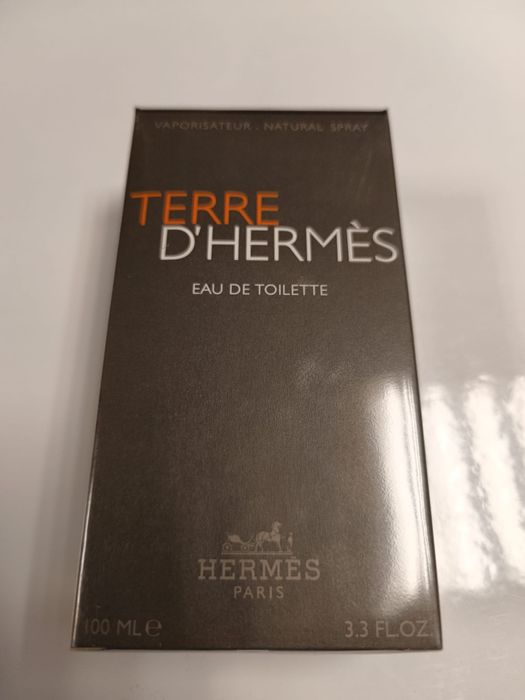 VAPORISATEUR . NATURAL SPRAY
TERRE
D'HERMÈS
EAU DE TOILETTE
HERMÈS
PARIS
100 ML ℮ 3.3 FL.OZ.